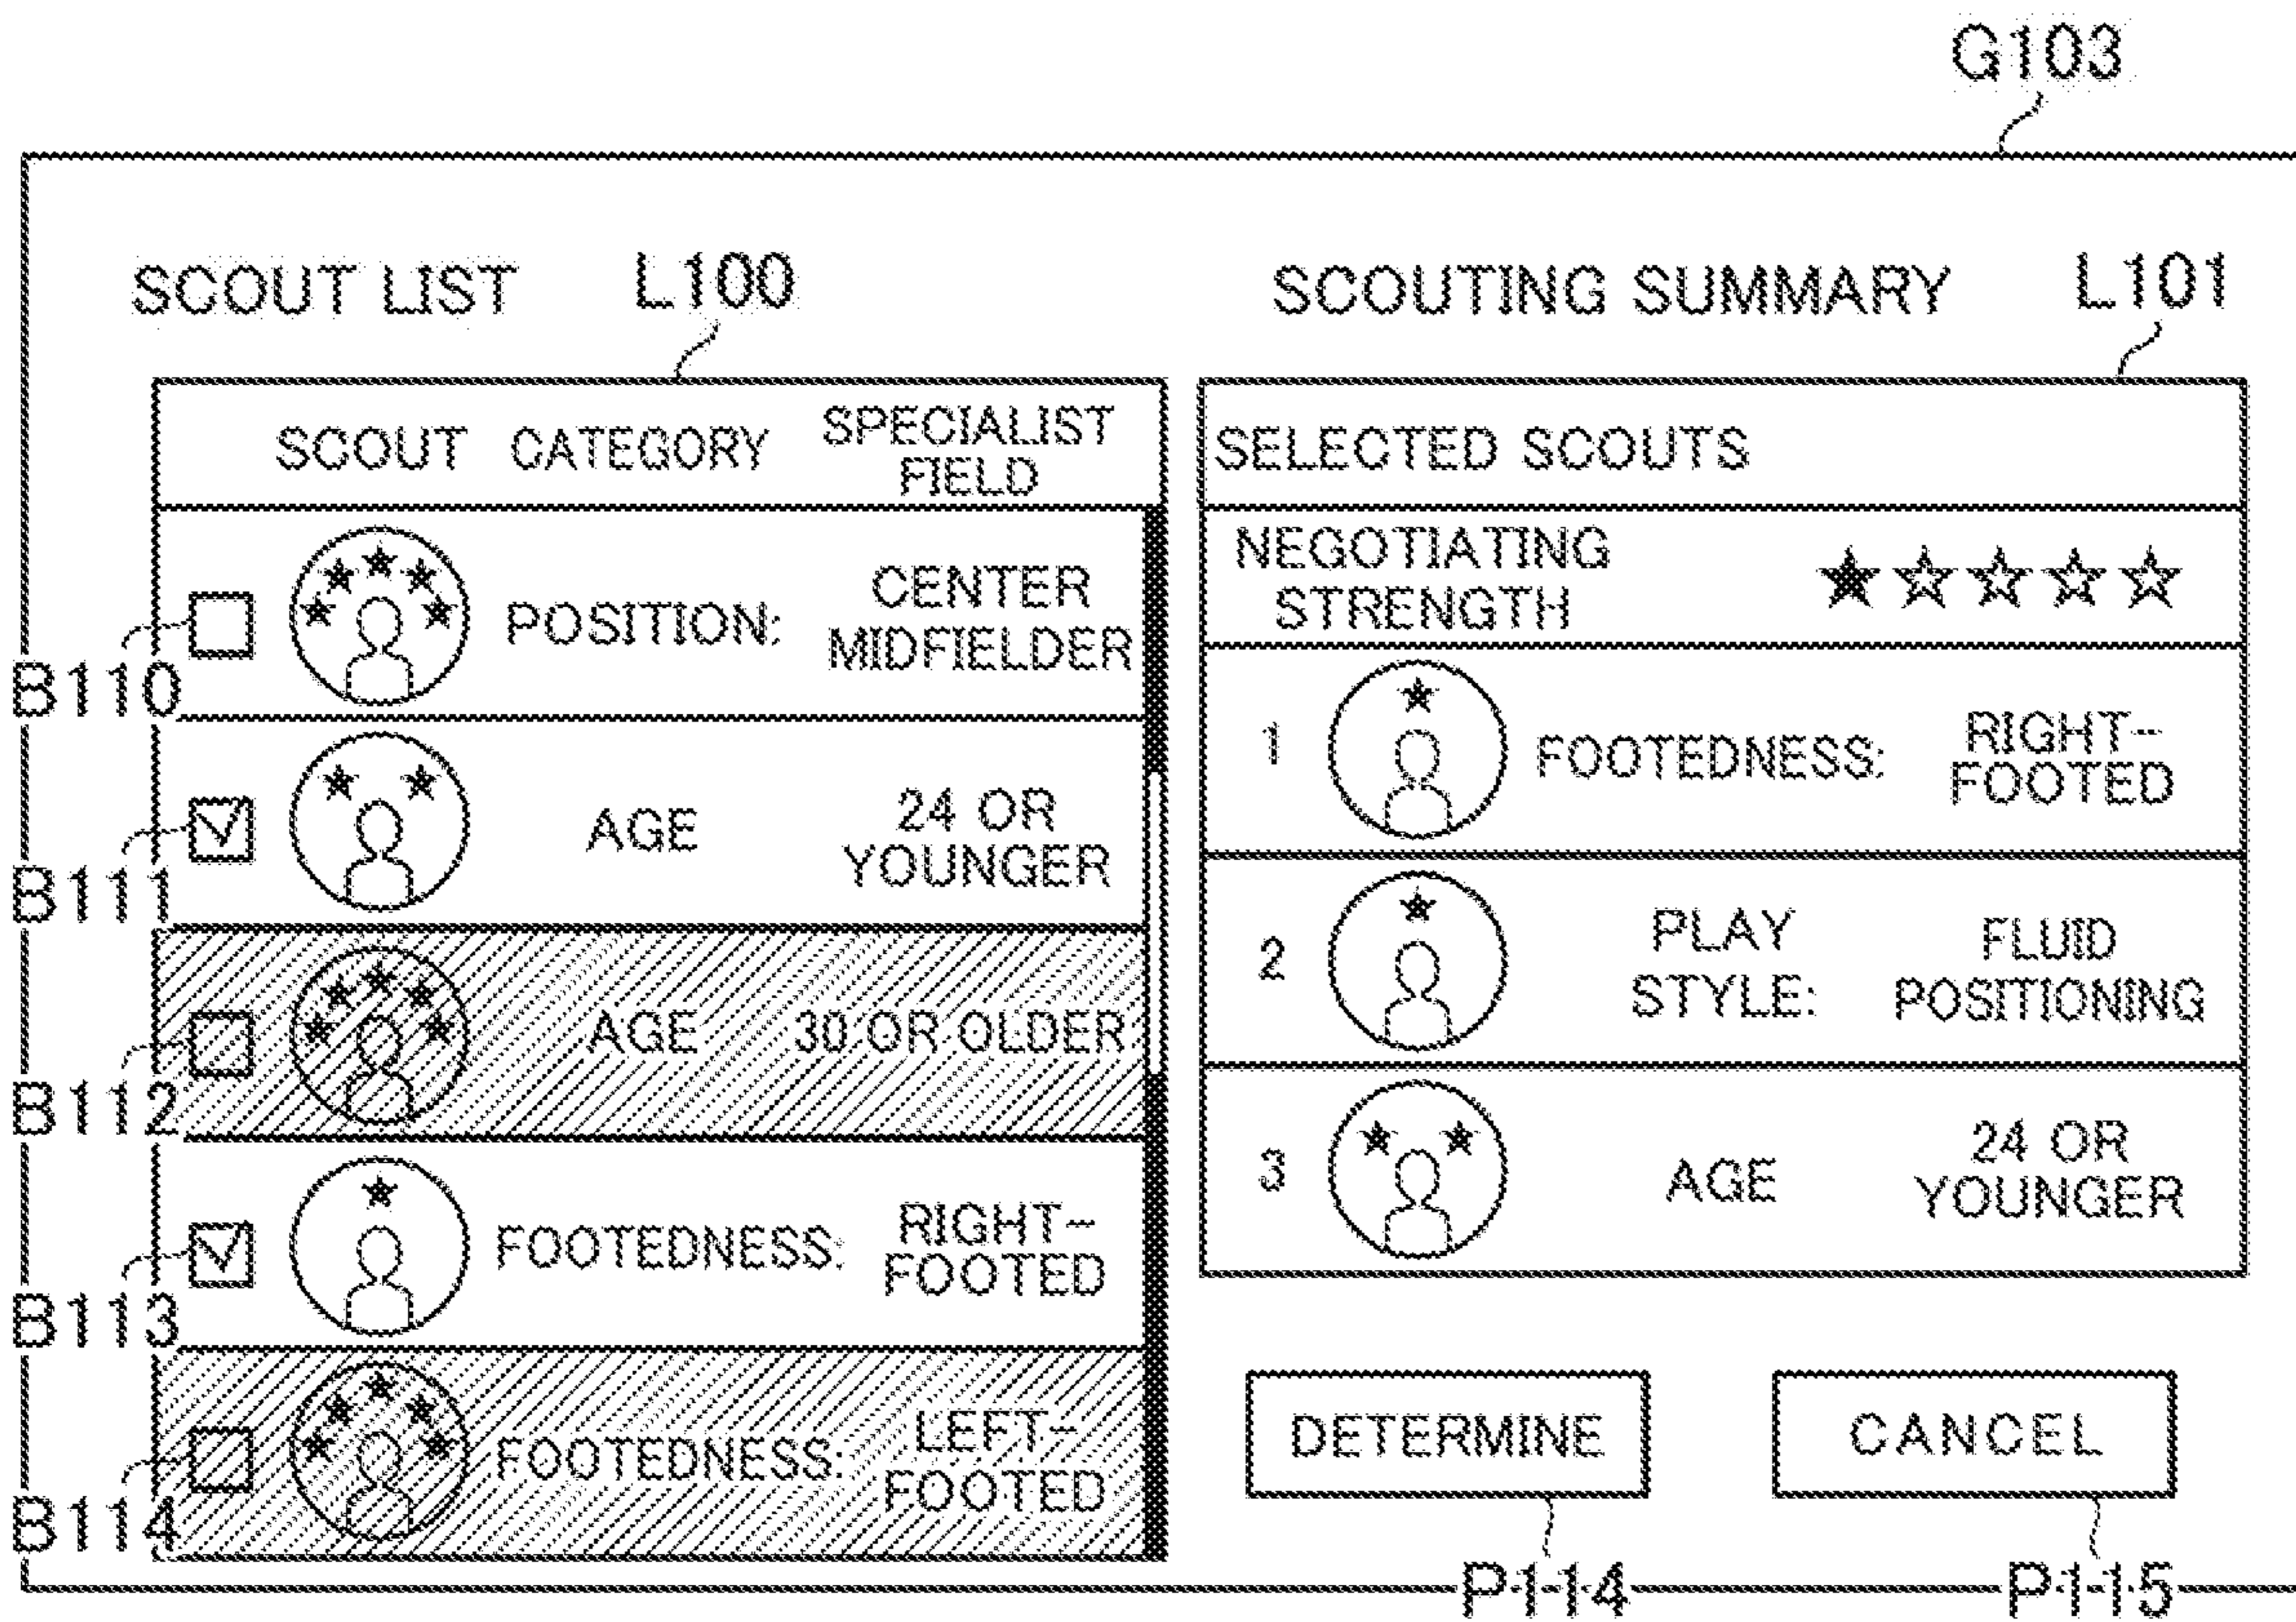 G103
SCOUT LIST L100
SCOUTING SUMMARY L101
SCOUT CATEGORY SPECIALIST
FIELD
B110
POSITION: CENTER
MIDFIELDER
B111
AGE 24 OR
YOUNGER
B112
AGE 30 OR OLDER
B113
FOOTEDNESS: RIGHT-
FOOTED
B114
FOOTEDNESS: LEFT-
FOOTED
SELECTED SCOUTS
NEGOTIATING
STRENGTH ★☆☆☆☆
1 FOOTEDNESS: RIGHT-
FOOTED
2 PLAY
STYLE: FLUID
POSITIONING
3 AGE 24 OR
YOUNGER
DETERMINE
CANCEL
P114
P115